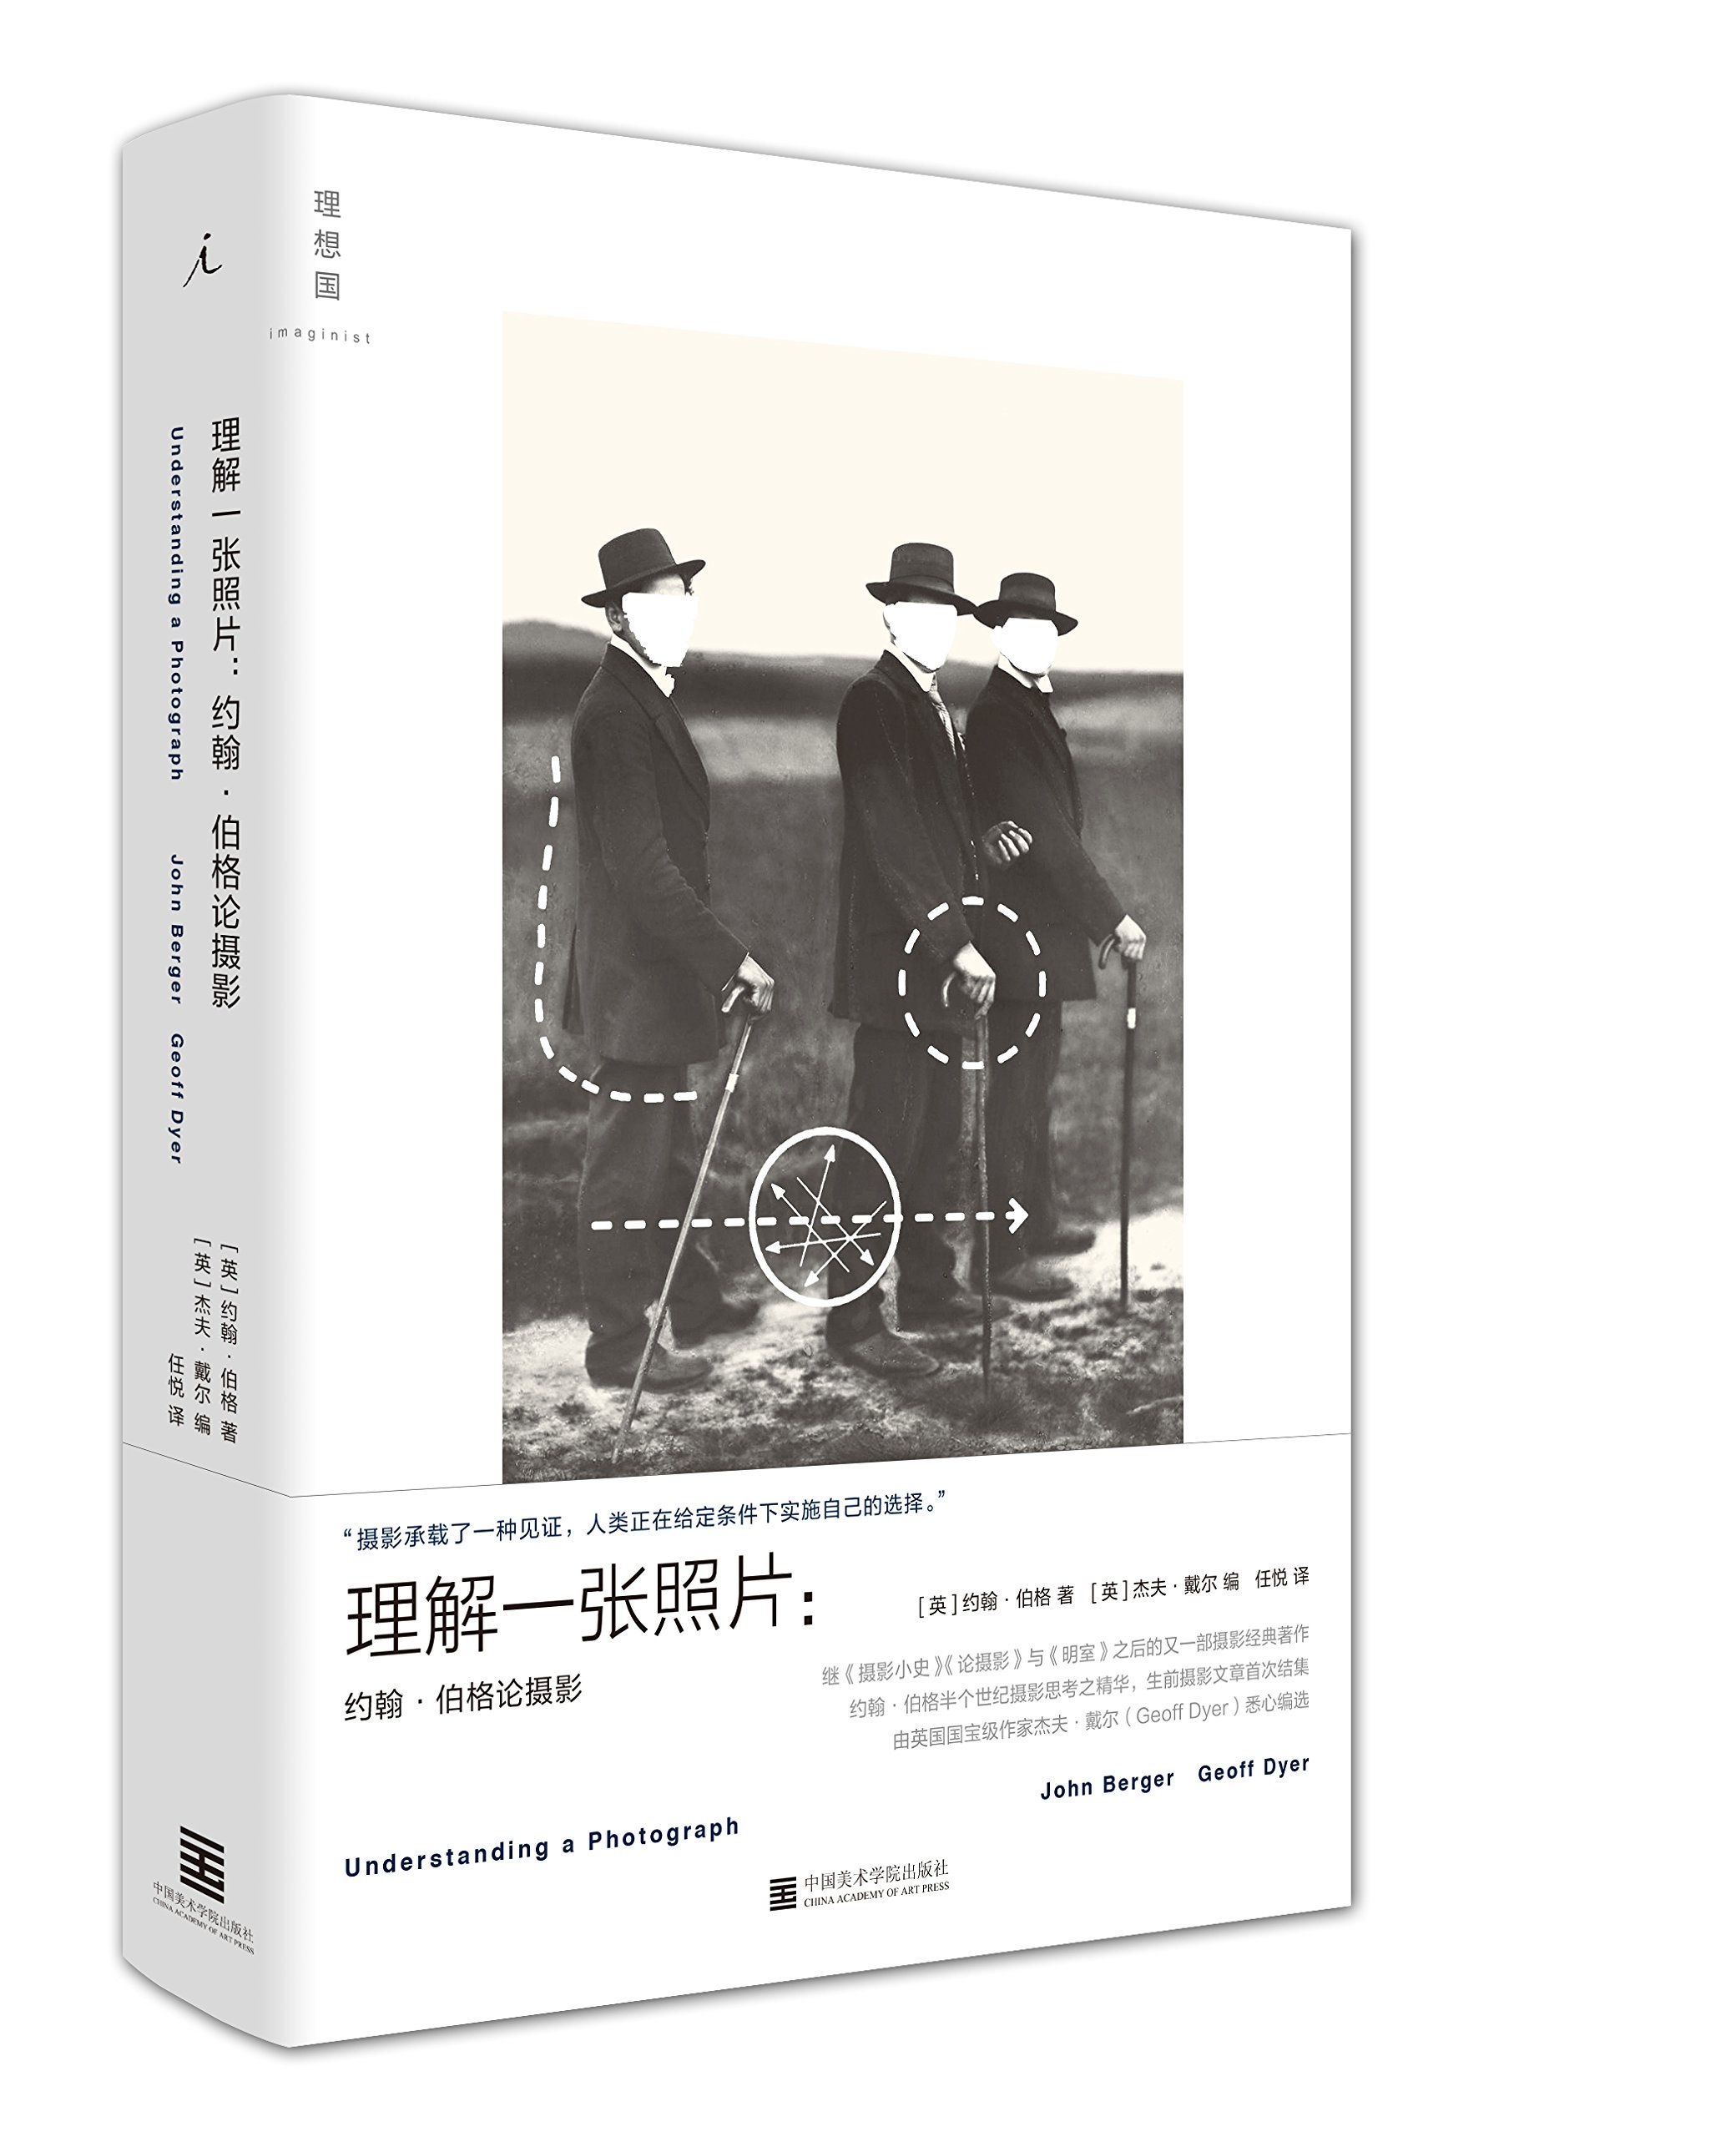 i
理解一张照片：约翰·伯格论摄影
Understanding a Photograph John Berger Geoff Dyer
[英]约翰·伯格 著
[英]杰夫·戴尔 编
任悦 译
中国美术学院出版社
CHINA ACADEMY OF ART PRESS
理想国
imaginist
“摄影承载了一种见证，人类正在给定条件下实施自己的选择。”
理解一张照片：
约翰·伯格论摄影
[英]约翰·伯格 著 [英]杰夫·戴尔 编 任悦 译
继《摄影小史》《论摄影》与《明室》之后的又一部摄影经典著作
约翰·伯格半个世纪摄影思考之精华，生前摄影文章首次结集
由英国国宝级作家杰夫·戴尔（Geoff Dyer）悉心编选
John Berger Geoff Dyer
Understanding a Photograph
中国美术学院出版社
CHINA ACADEMY OF ART PRESS